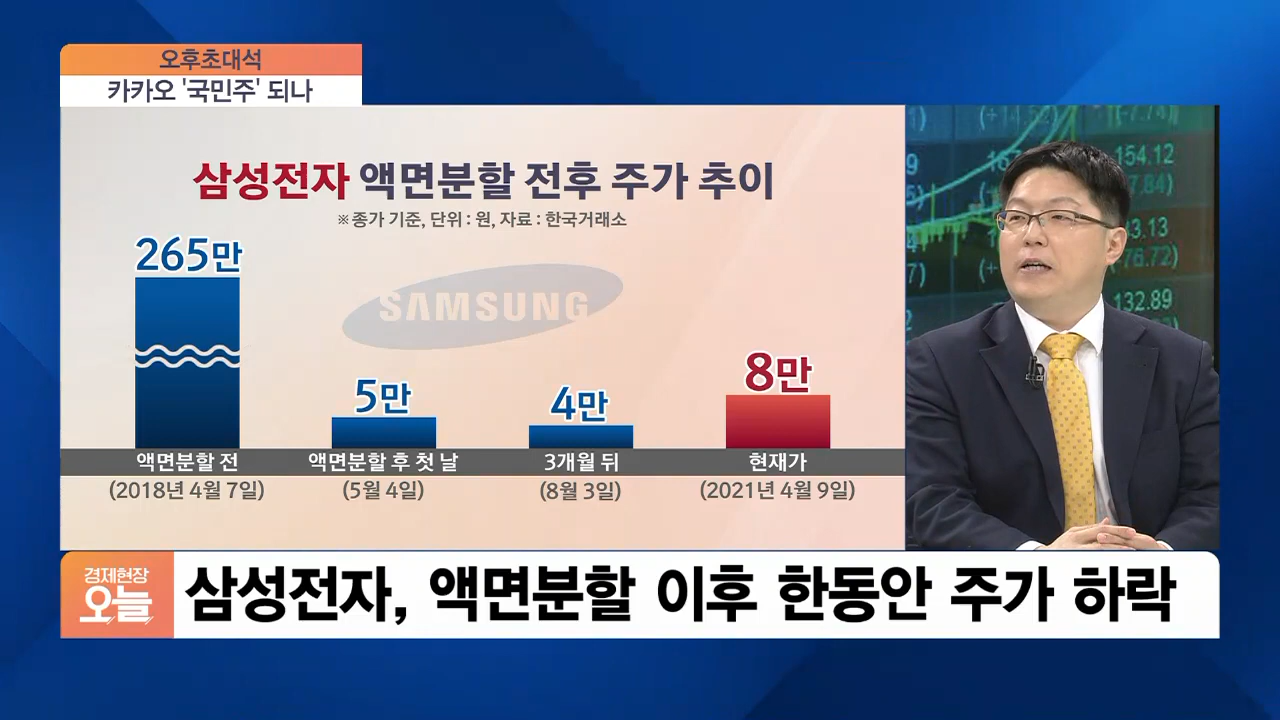 오후초대석
카카오 '국민주' 되나
삼성전자 액면분할 전후 주가 추이
※종가 기준, 단위 : 원, 자료 : 한국거래소
SAMSUNG
265만
5만
4만
8만
액면분할 전
액면분할 후 첫 날
3개월 뒤
현재가
(2018년 4월 7일)
(5월 4일)
(8월 3일)
(2021년 4월 9일)
154.12
132.89
경제현장
오늘
삼성전자, 액면분할 이후 한동안 주가 하락